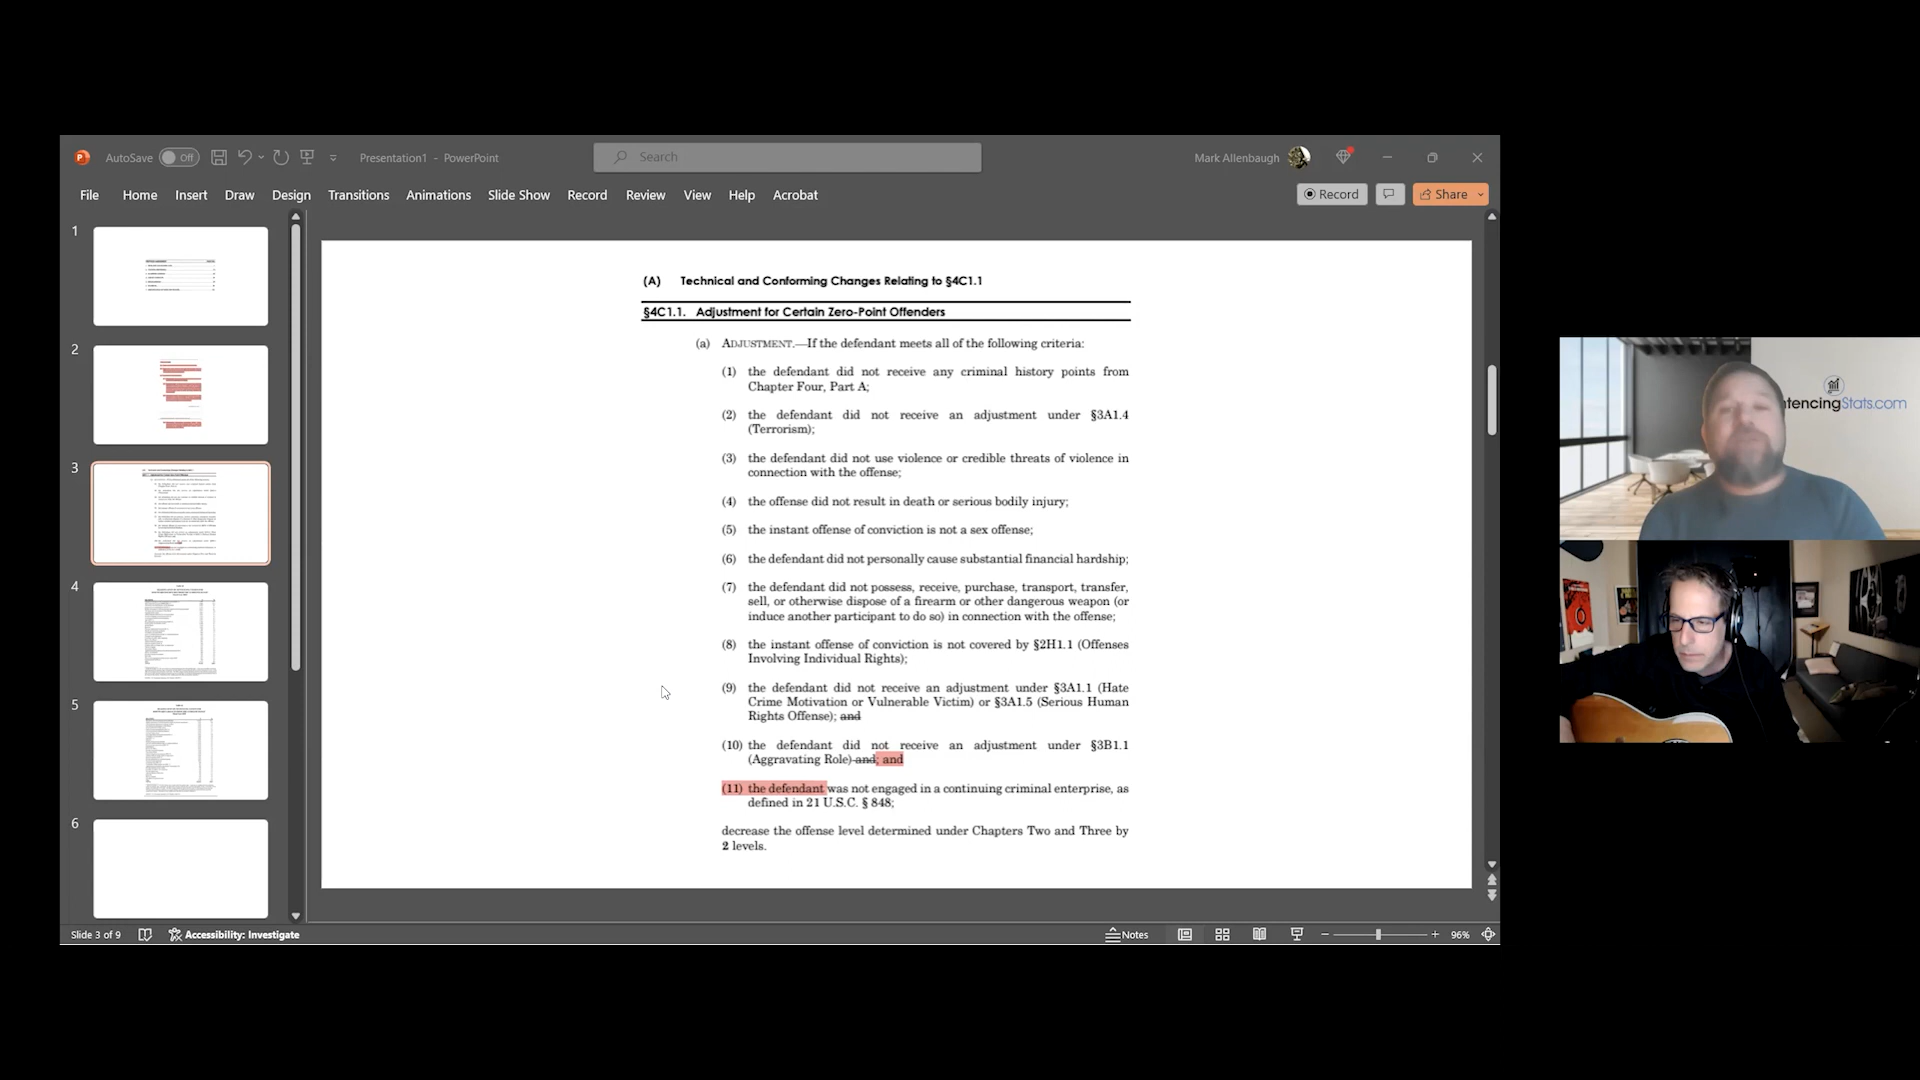 AutoSave Off Presentation1 - PowerPoint Search Mark Allenbaugh
File Home Insert Draw Design Transitions Animations Slide Show Record Review View Help Acrobat Record Share
1
2
3
4
5
6
(A) Technical and Conforming Changes Relating to §4C1.1
§4C1.1. Adjustment for Certain Zero-Point Offenders
(a) ADJUSTMENT.—If the defendant meets all of the following criteria:
(1) the defendant did not receive any criminal history points from
Chapter Four, Part A;
(2) the defendant did not receive an adjustment under §3A1.4
(Terrorism);
(3) the defendant did not use violence or credible threats of violence in
connection with the offense;
(4) the offense did not result in death or serious bodily injury;
(5) the instant offense of conviction is not a sex offense;
(6) the defendant did not personally cause substantial financial hardship;
(7) the defendant did not possess, receive, purchase, transport, transfer,
sell, or otherwise dispose of a firearm or other dangerous weapon (or
induce another participant to do so) in connection with the offense;
(8) the instant offense of conviction is not covered by §2H1.1 (Offenses
Involving Individual Rights);
(9) the defendant did not receive an adjustment under §3A1.1 (Hate
Crime Motivation or Vulnerable Victim) or §3A1.5 (Serious Human
Rights Offense); and
(10) the defendant did not receive an adjustment under §3B1.1
(Aggravating Role) and; and
(11) the defendant was not engaged in a continuing criminal enterprise, as
defined in 21 U.S.C. § 848;
decrease the offense level determined under Chapters Two and Three by
2 levels.
Slide 3 of 9 Accessibility: Investigate Notes 96%
tencingStats.com